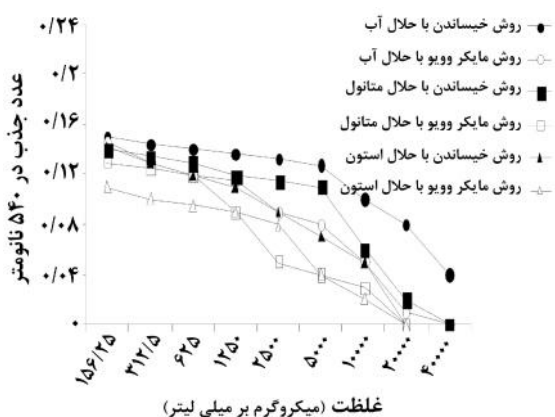 ۰/۲۴
۰/۲
۰/۱۶
۰/۱۲
۰/۰۸
۰/۰۴
۰
عدد جذب در ۵۴۰ نانومتر
روش خیساندن با حلال آب
روش مایکر وویو با حلال آب
روش خیساندن با حلال متانول
روش مایکر وویو با حلال متانول
روش خیساندن با حلال استون
روش مایکر وویو با حلال استون
۱۵۶/۲۵
۳۱۲/۵
۶۲۵
۱۲۵۰
۲۵۰۰
۵۰۰۰
۱۰۰۰۰
۲۰۰۰۰
۴۰۰۰۰
غلظت (میکروگرم بر میلی لیتر)